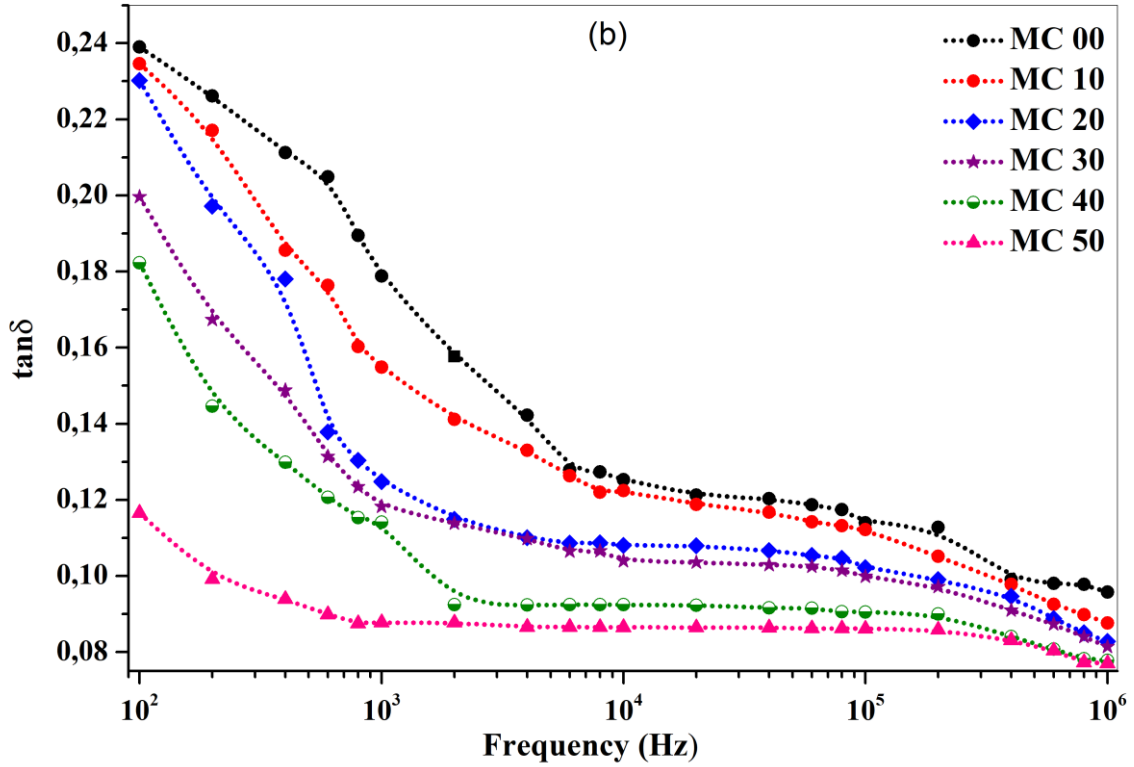 (b)
MC 00
MC 10
MC 20
MC 30
MC 40
MC 50
0,24
0,22
0,20
0,18
0,16
0,14
0,12
0,10
0,08
tanδ
10² 10³ 10⁴ 10⁵ 10⁶
Frequency (Hz)